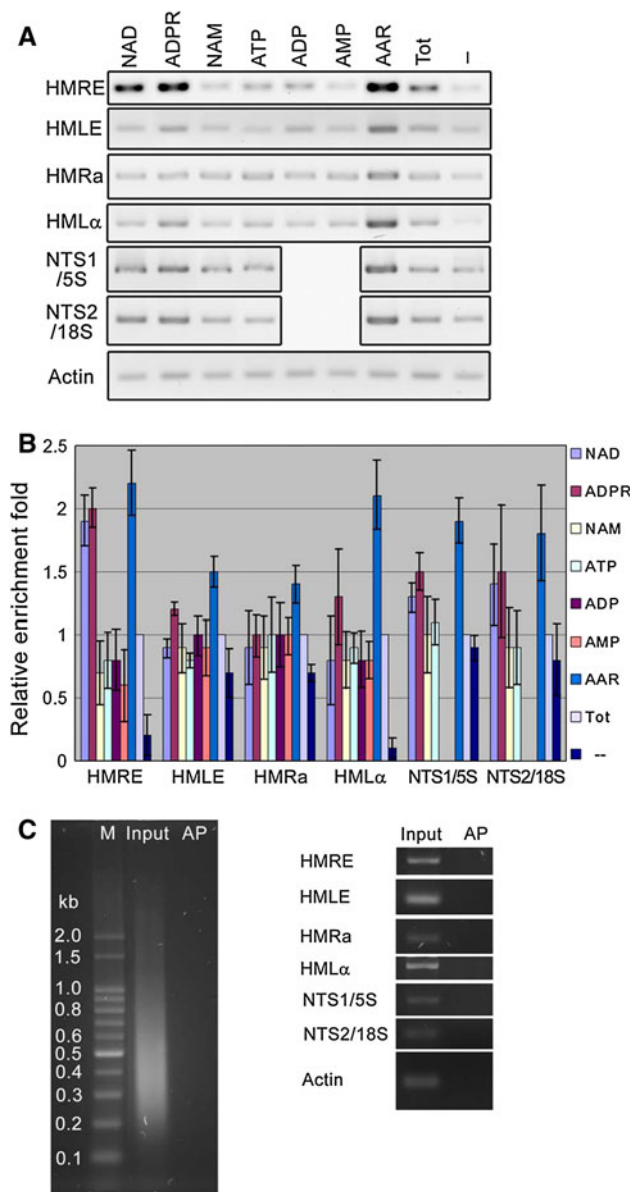 A
NAD ADPR NAM ATP ADP AMP AAR Tot –
HMRE
HMLE
HMRa
HMLα
NTS1
/5S
NTS2
/18S
Actin
B
Relative enrichment fold
2.5
2
1.5
1
0.5
0
HMRE HMLE HMRa HMLα NTS1/5S NTS2/18S
NAD
ADPR
NAM
ATP
ADP
AMP
AAR
Tot
--
C
M Input AP
kb
2.0
1.5
1.0
0.8
0.6
0.5
0.4
0.3
0.2
0.1
Input AP
HMRE
HMLE
HMRa
HMLα
NTS1/5S
NTS2/18S
Actin